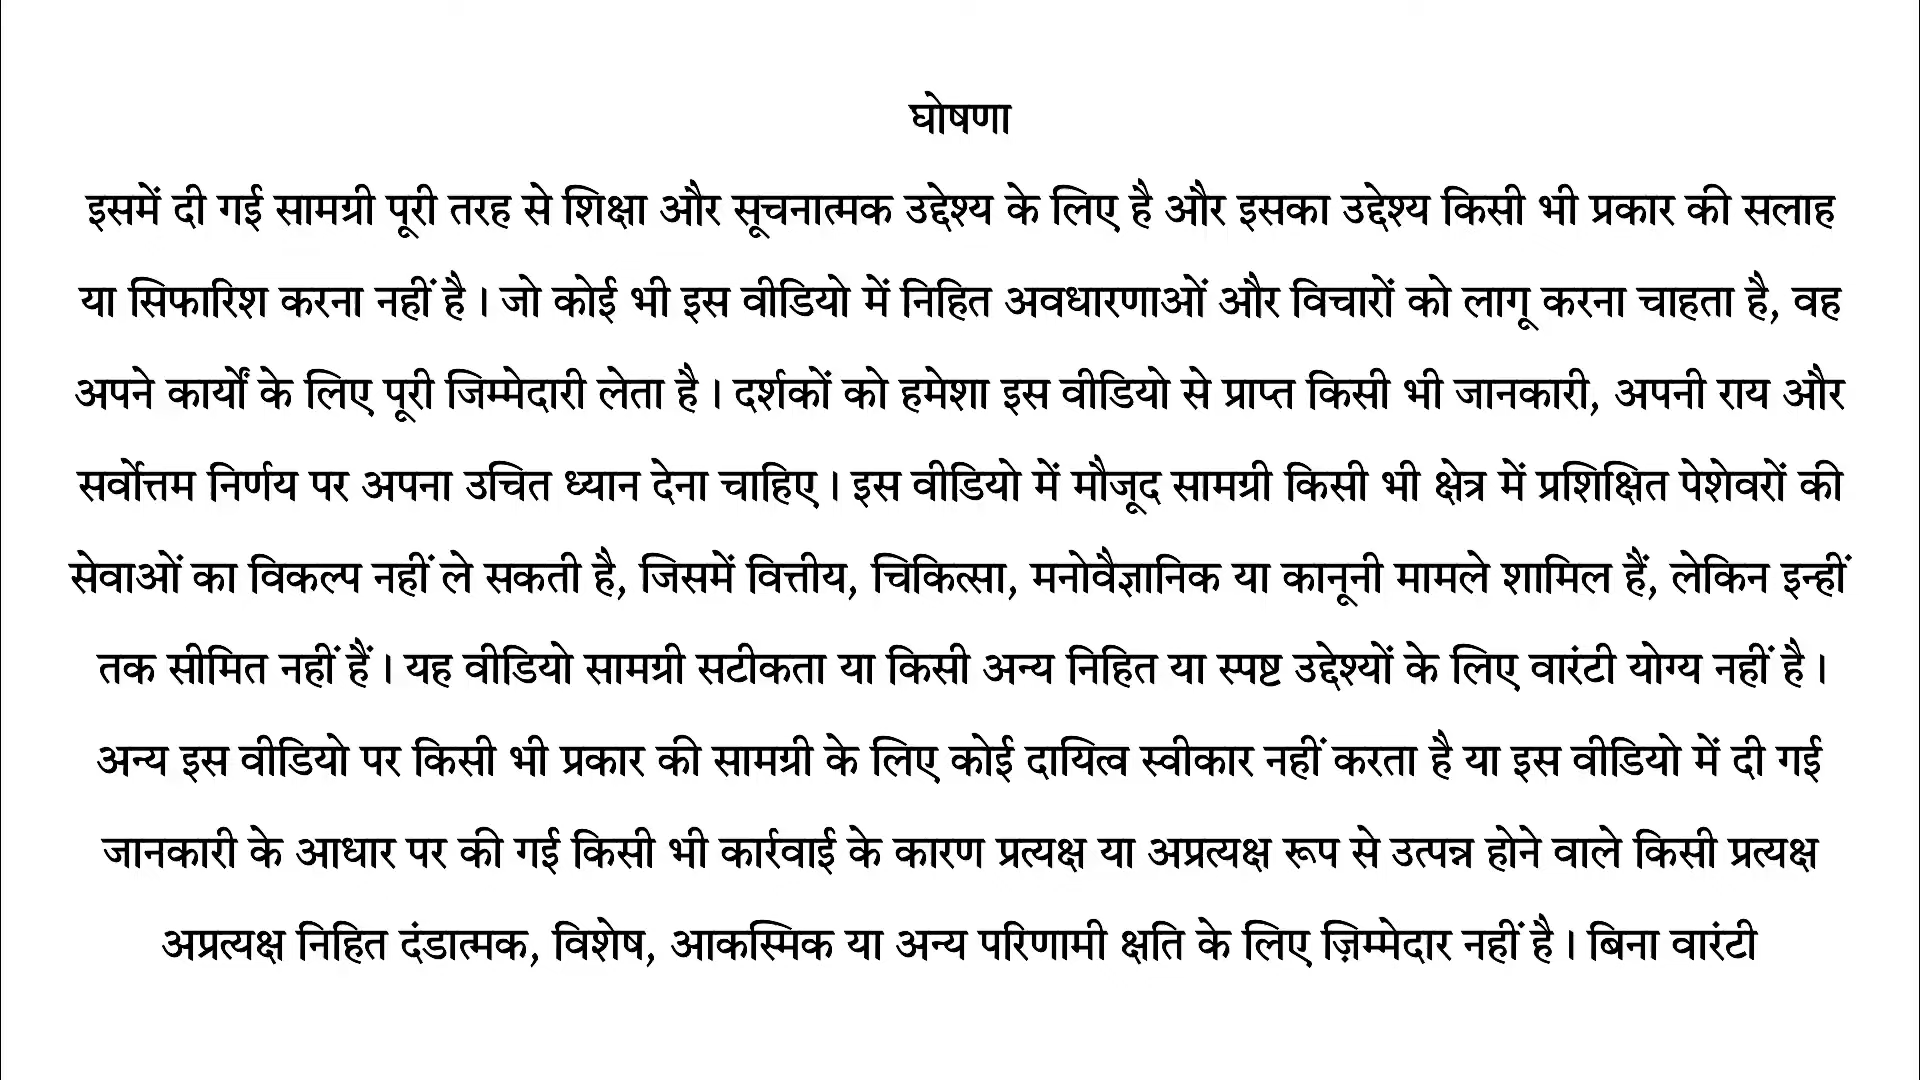 घोषणा
इसमें दी गई सामग्री पूरी तरह से शिक्षा और सूचनात्मक उद्देश्य के लिए है और इसका उद्देश्य किसी भी प्रकार की सलाह
या सिफारिश करना नहीं है । जो कोई भी इस वीडियो में निहित अवधारणाओं और विचारों को लागू करना चाहता है, वह
अपने कार्यों के लिए पूरी जिम्मेदारी लेता है । दर्शकों को हमेशा इस वीडियो से प्राप्त किसी भी जानकारी, अपनी राय और
सर्वोत्तम निर्णय पर अपना उचित ध्यान देना चाहिए । इस वीडियो में मौजूद सामग्री किसी भी क्षेत्र में प्रशिक्षित पेशेवरों की
सेवाओं का विकल्प नहीं ले सकती है, जिसमें वित्तीय, चिकित्सा, मनोवैज्ञानिक या कानूनी मामले शामिल हैं, लेकिन इन्हीं
तक सीमित नहीं हैं । यह वीडियो सामग्री सटीकता या किसी अन्य निहित या स्पष्ट उद्देश्यों के लिए वारंटी योग्य नहीं है ।
अन्य इस वीडियो पर किसी भी प्रकार की सामग्री के लिए कोई दायित्व स्वीकार नहीं करता है या इस वीडियो में दी गई
जानकारी के आधार पर की गई किसी भी कार्रवाई के कारण प्रत्यक्ष या अप्रत्यक्ष रूप से उत्पन्न होने वाले किसी प्रत्यक्ष
अप्रत्यक्ष निहित दंडात्मक, विशेष, आकस्मिक या अन्य परिणामी क्षति के लिए ज़िम्मेदार नहीं है । बिना वारंटी